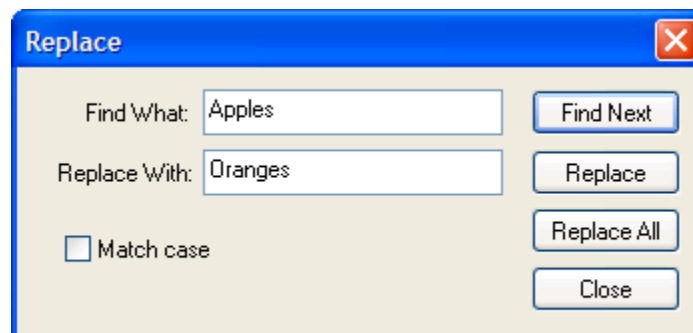 Replace
Find What: Apples
Find Next
Replace With: Oranges
Replace
Replace All
Match case
Close